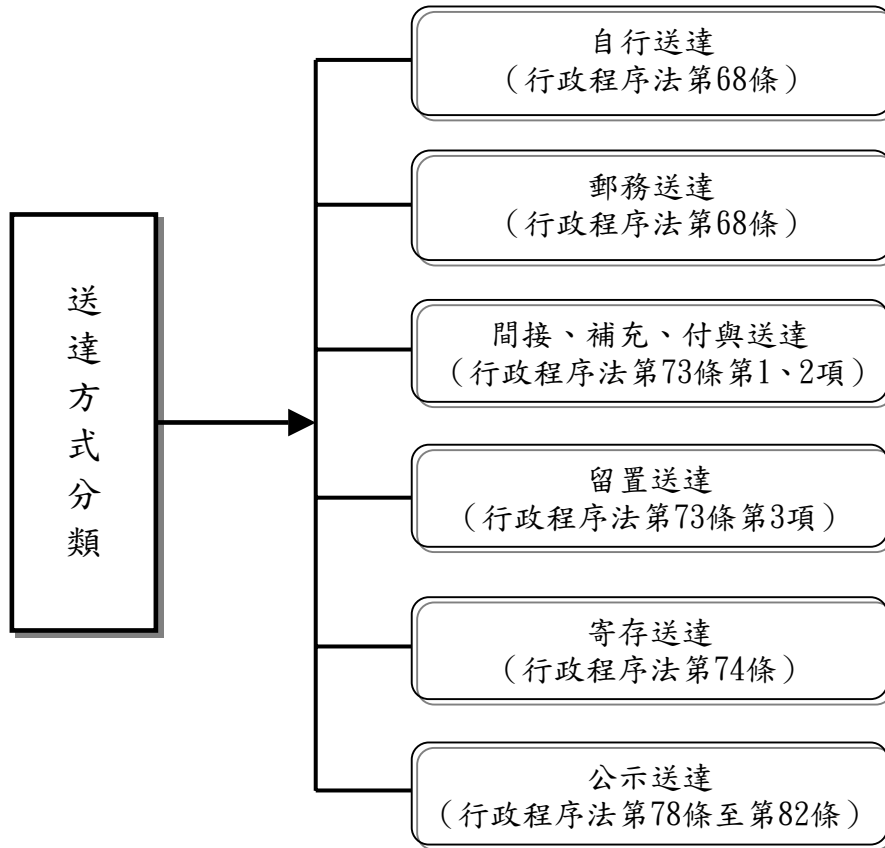 送達方式分類
自行送達
（行政程序法第68條）
郵務送達
（行政程序法第68條）
間接、補充、付與送達
（行政程序法第73條第1、2項）
留置送達
（行政程序法第73條第3項）
寄存送達
（行政程序法第74條）
公示送達
（行政程序法第78條至第82條）